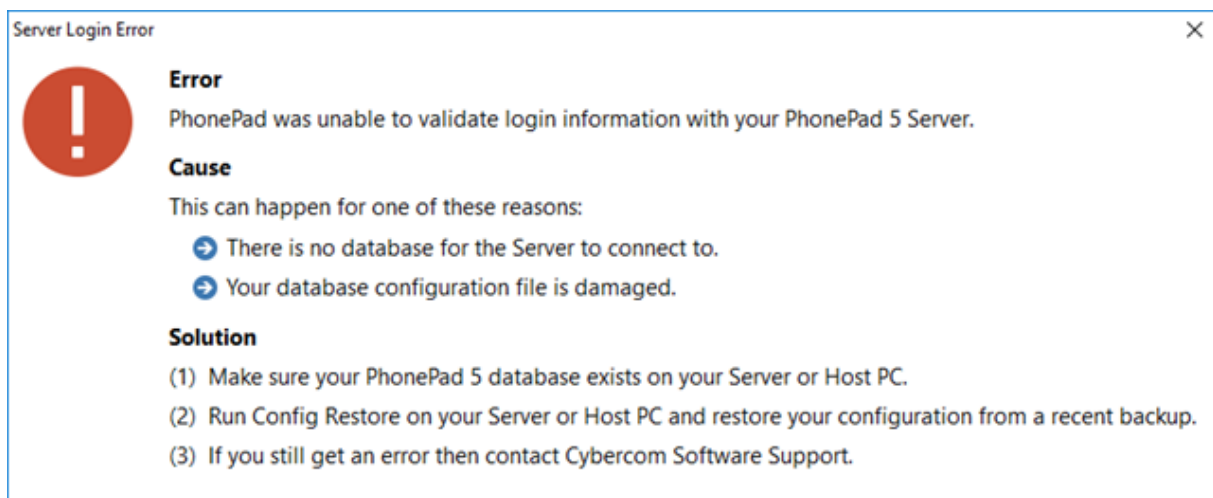 Server Login Error
Error
PhonePad was unable to validate login information with your PhonePad 5 Server.
Cause
This can happen for one of these reasons:
There is no database for the Server to connect to.
Your database configuration file is damaged.
Solution
(1) Make sure your PhonePad 5 database exists on your Server or Host PC.
(2) Run Config Restore on your Server or Host PC and restore your configuration from a recent backup.
(3) If you still get an error then contact Cybercom Software Support.